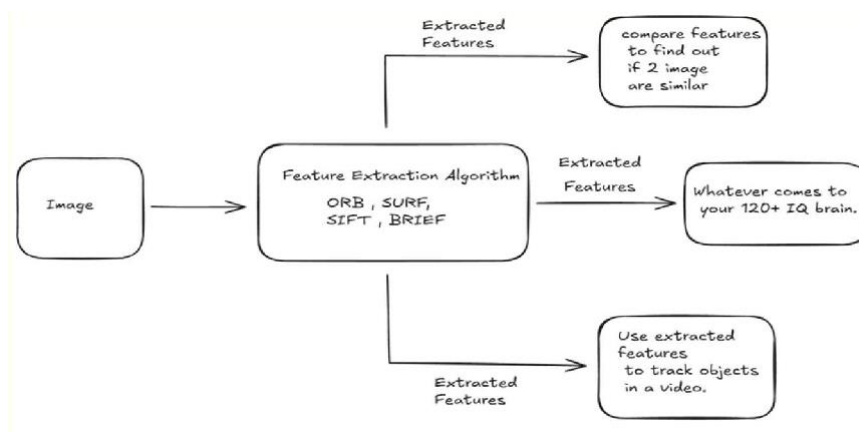 Image
Feature Extraction Algorithm
ORB , SURF,
SIFT , BRIEF
Extracted
Features
compare features
to find out
if 2 image
are similar
Extracted
Features
Whatever comes to
your 120+ IQ brain.
Extracted
Features
Use extracted
features
to track objects
in a video.